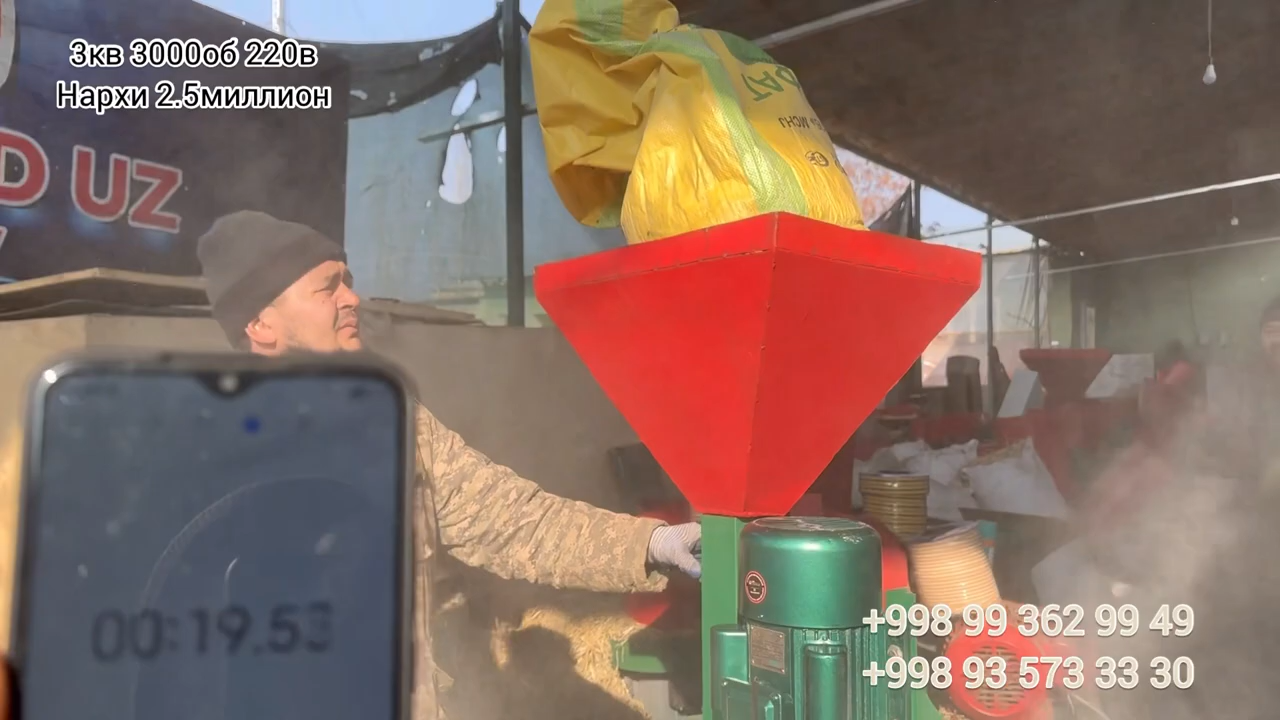 3кв 3000об 220в
Нархи 2.5миллион
D UZ
00:19.53
+998 99 362 99 49
+998 93 573 33 30